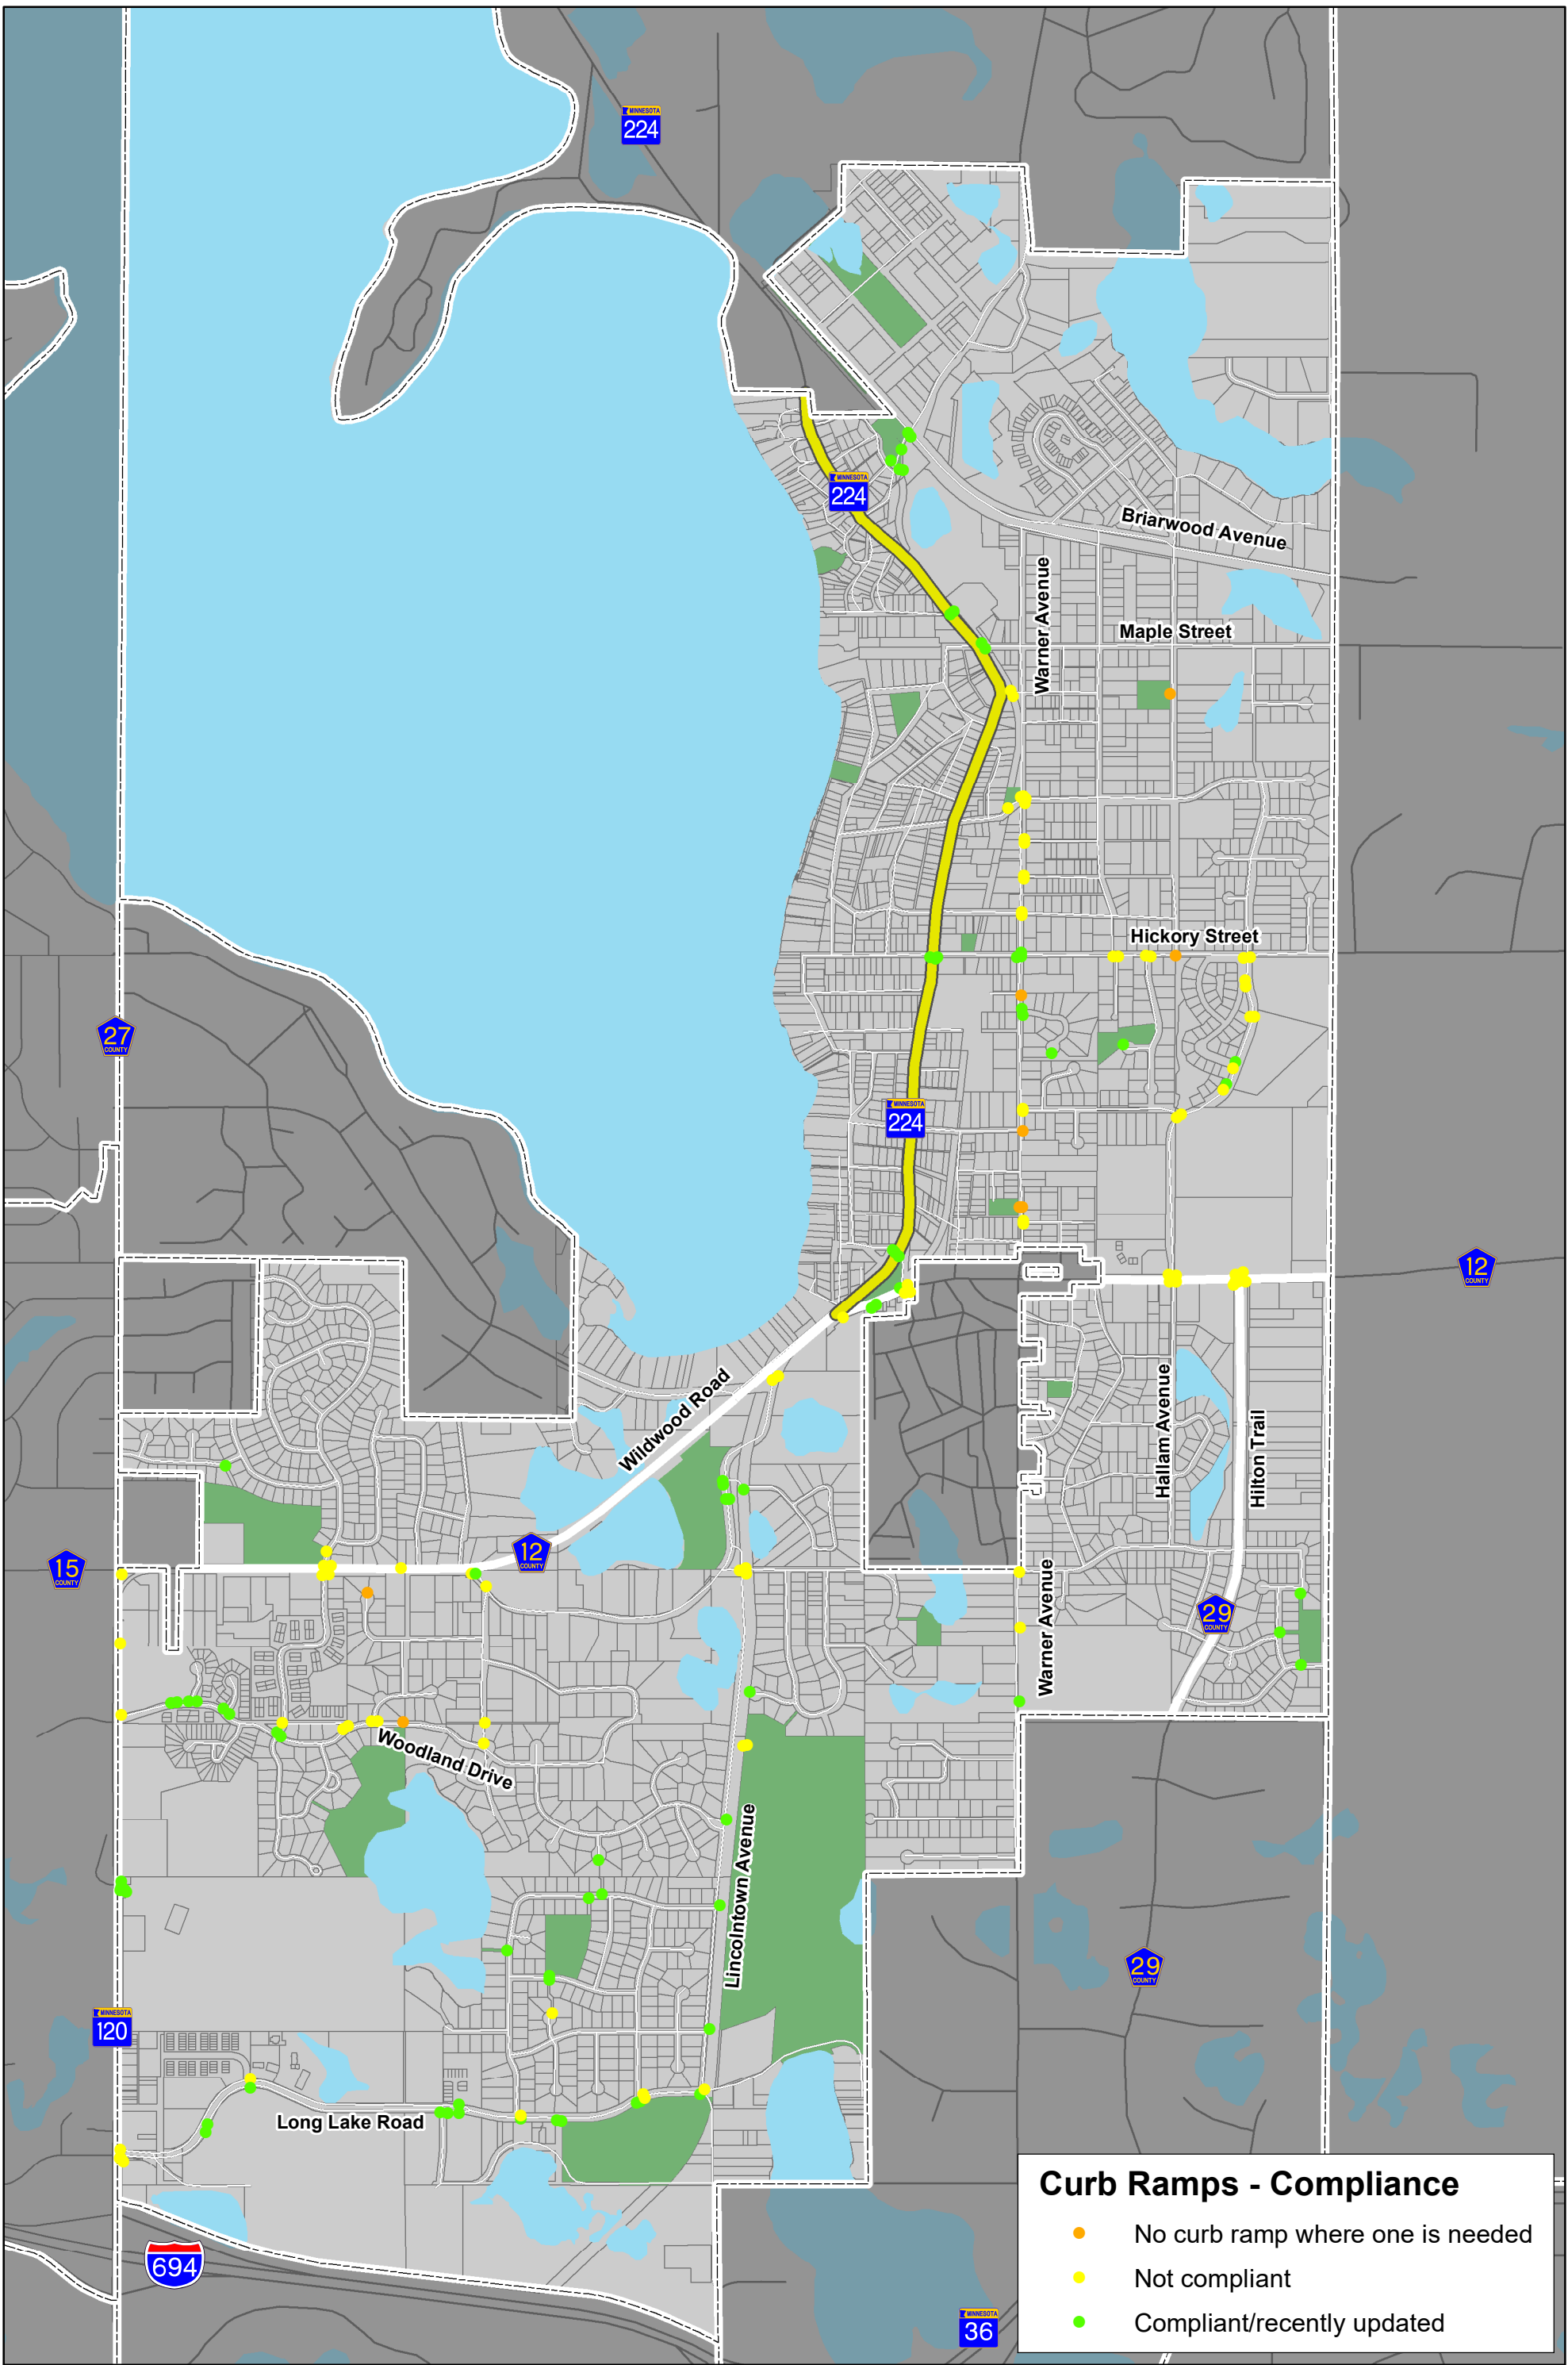 MINNESOTA
224
MINNESOTA
224
Briarwood Avenue
Warner Avenue
Maple Street
Hickory Street
27
COUNTY
MINNESOTA
224
12
COUNTY
Wildwood Road
Hallam Avenue
Hilton Trail
12
COUNTY
15
COUNTY
Warner Avenue
29
COUNTY
Woodland Drive
Lincolntown Avenue
29
COUNTY
MINNESOTA
120
Long Lake Road
694
MINNESOTA
36
Curb Ramps - Compliance
No curb ramp where one is needed
Not compliant
Compliant/recently updated